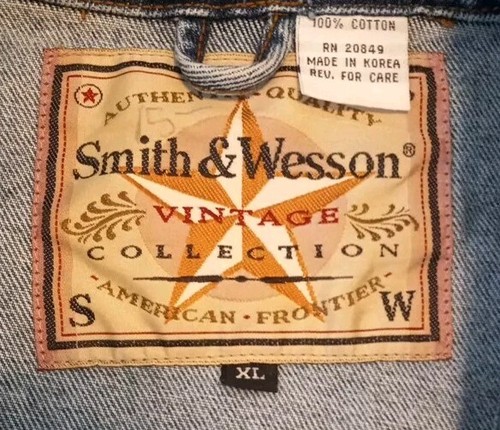 100% COTTON
RN 20849
MADE IN KOREA
REV. FOR CARE
AUTHENTIC QUALITY
Smith & Wesson®
VINTAGE
COLLECTION
-AMERICAN · FRONTIER-
S W
XL